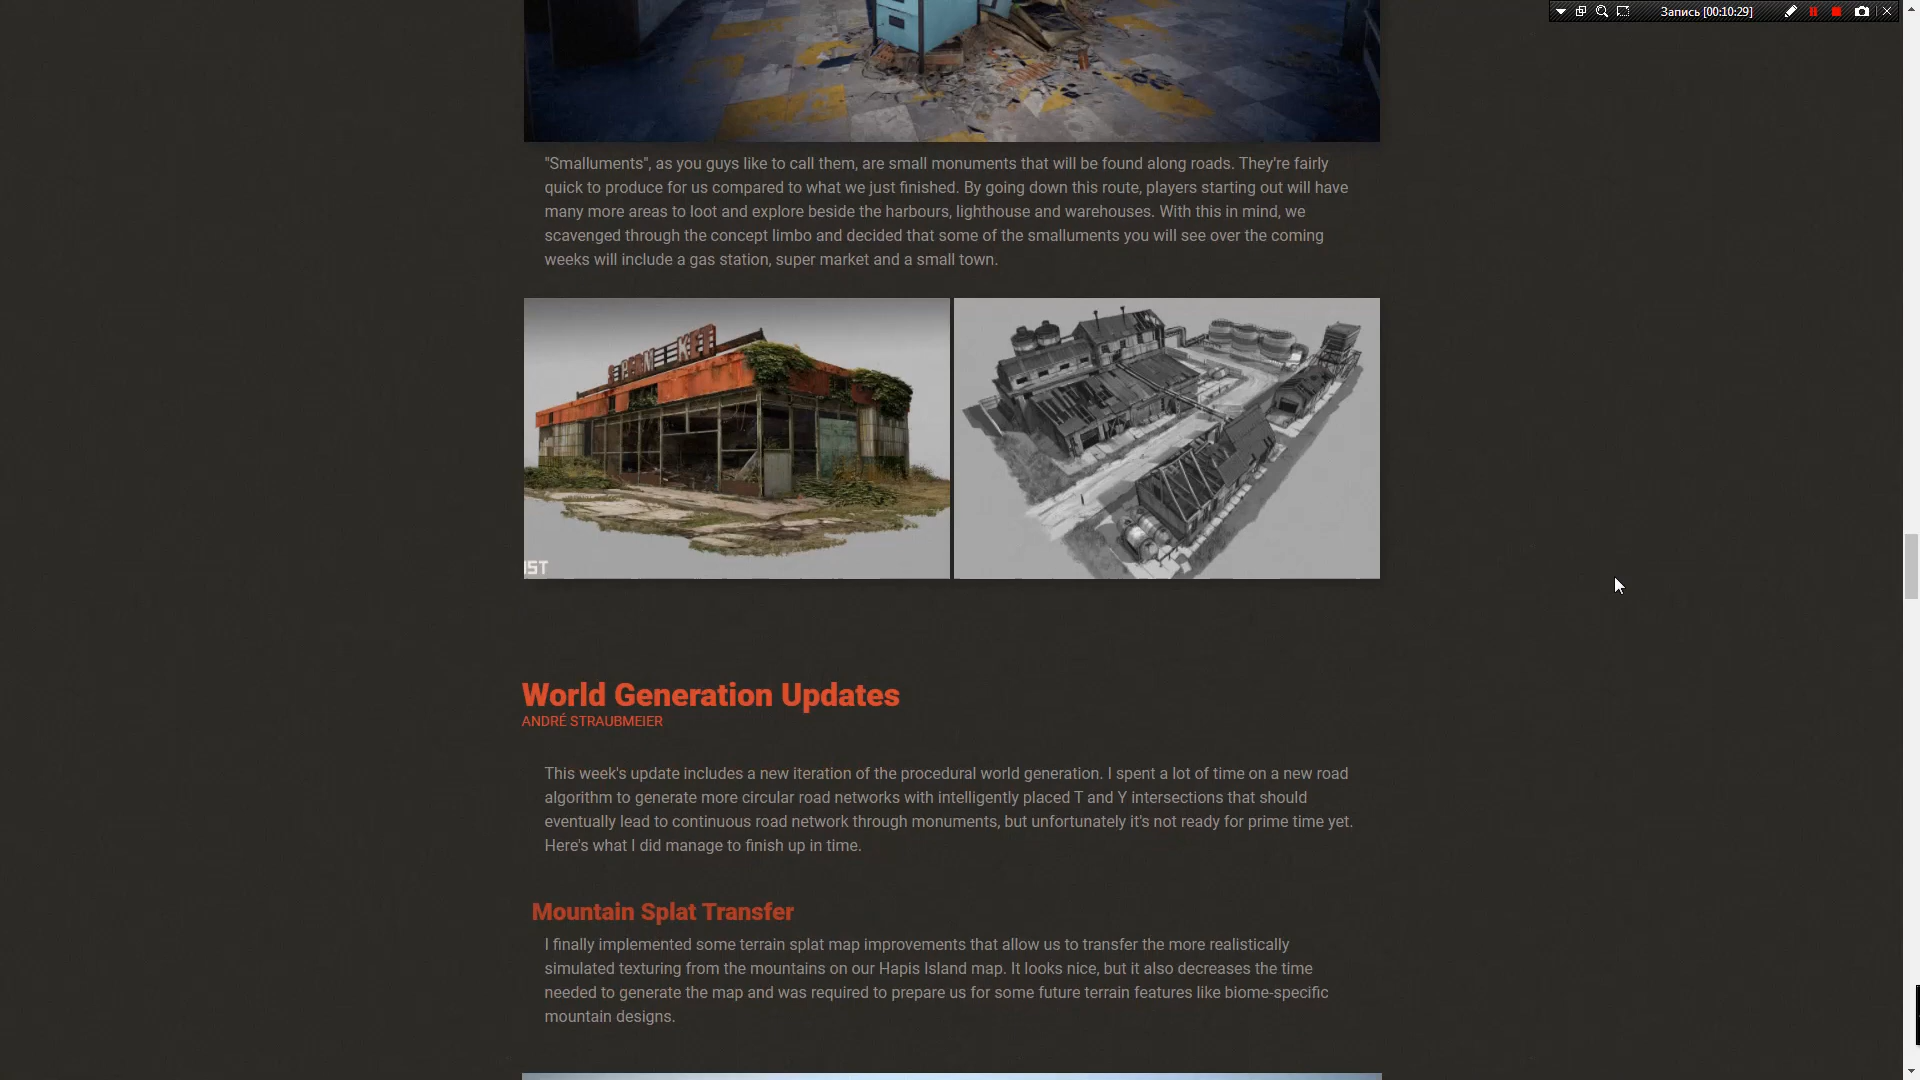 Запись [00:10:29]
"Smalluments", as you guys like to call them, are small monuments that will be found along roads. They're fairly
quick to produce for us compared to what we just finished. By going down this route, players starting out will have
many more areas to loot and explore beside the harbours, lighthouse and warehouses. With this in mind, we
scavenged through the concept limbo and decided that some of the smalluments you will see over the coming
weeks will include a gas station, super market and a small town.
World Generation Updates
ANDRÉ STRAUBMEIER
This week's update includes a new iteration of the procedural world generation. I spent a lot of time on a new road
algorithm to generate more circular road networks with intelligently placed T and Y intersections that should
eventually lead to continuous road network through monuments, but unfortunately it's not ready for prime time yet.
Here's what I did manage to finish up in time.
Mountain Splat Transfer
I finally implemented some terrain splat map improvements that allow us to transfer the more realistically
simulated texturing from the mountains on our Hapis Island map. It looks nice, but it also decreases the time
needed to generate the map and was required to prepare us for some future terrain features like biome-specific
mountain designs.